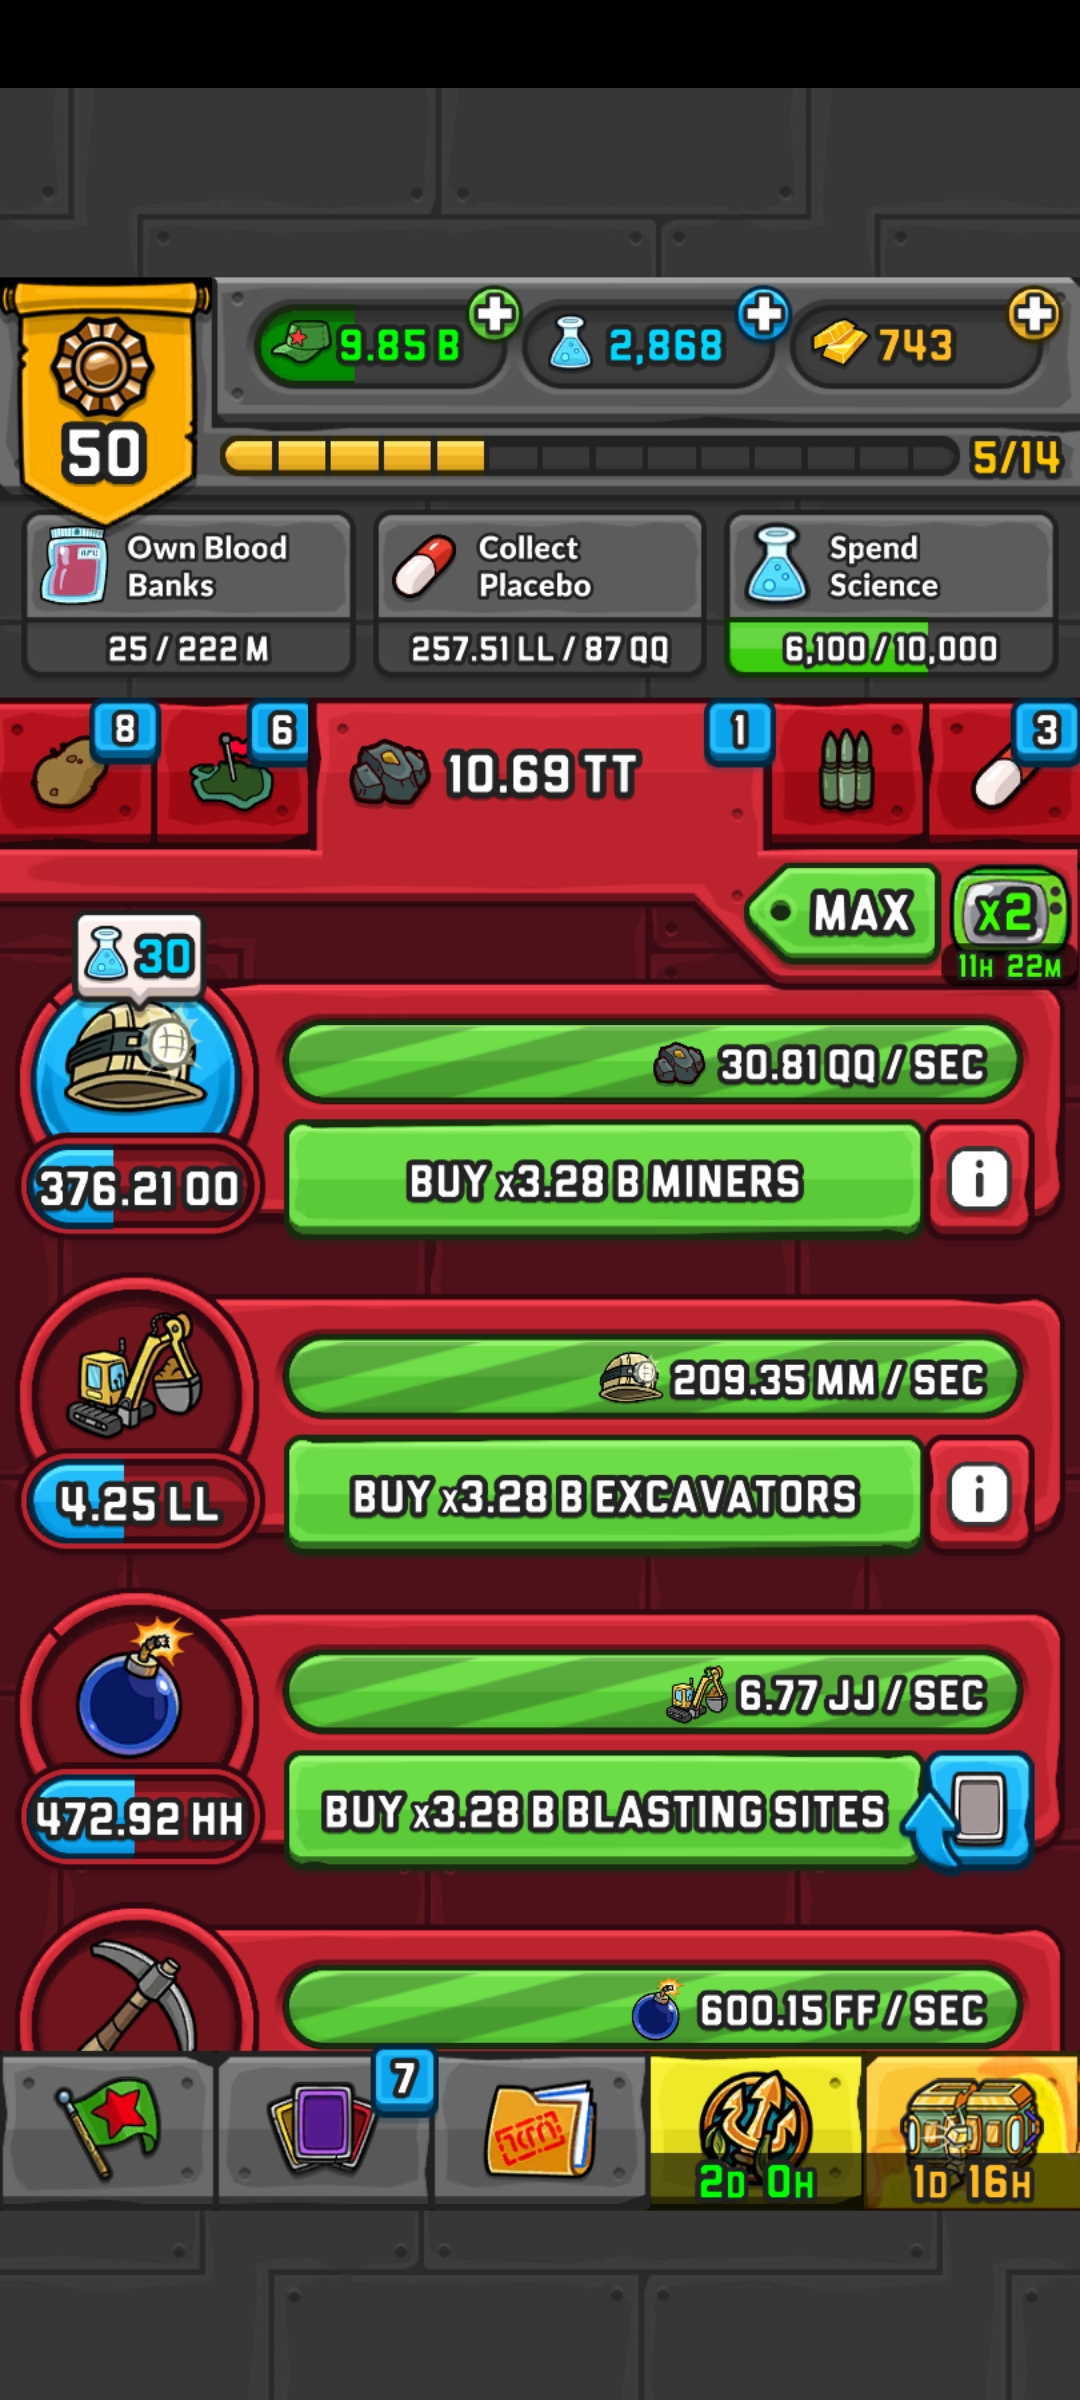 9.85 B
2,868
743
50
5/14
Own Blood
Banks
25 / 222 M
Collect
Placebo
257.51 LL / 87 QQ
Spend
Science
6,100 / 10,000
8
6
10.69 TT
1
3
MAX
x2
11H 22M
30
30.81 QQ / SEC
376.21 OO
BUY x3.28 B MINERS
i
209.35 MM / SEC
4.25 LL
BUY x3.28 B EXCAVATORS
i
6.77 JJ / SEC
472.92 HH
BUY x3.28 B BLASTING SITES
600.15 FF / SEC
7
2D 0H
1D 16H